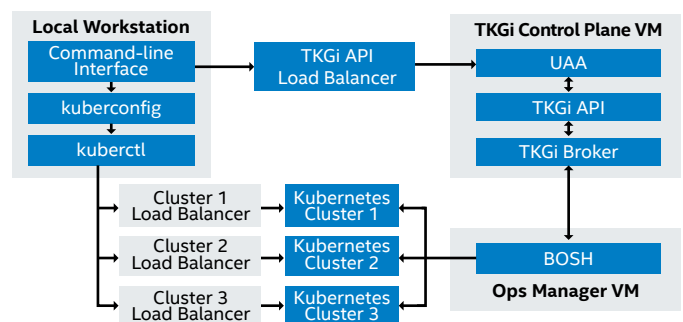 Local Workstation
Command-line
Interface
kuberconfig
kuberctl
TKGi API
Load Balancer
TKGi Control Plane VM
UAA
TKGi API
TKGi Broker
Cluster 1
Load Balancer
Kubernetes
Cluster 1
Cluster 2
Load Balancer
Kubernetes
Cluster 2
Cluster 3
Load Balancer
Kubernetes
Cluster 3
BOSH
Ops Manager VM